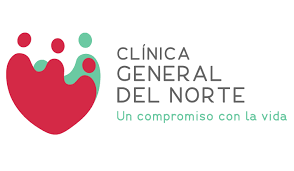 CLÍNICA
GENERAL
DEL NORTE
Un compromiso con la vida